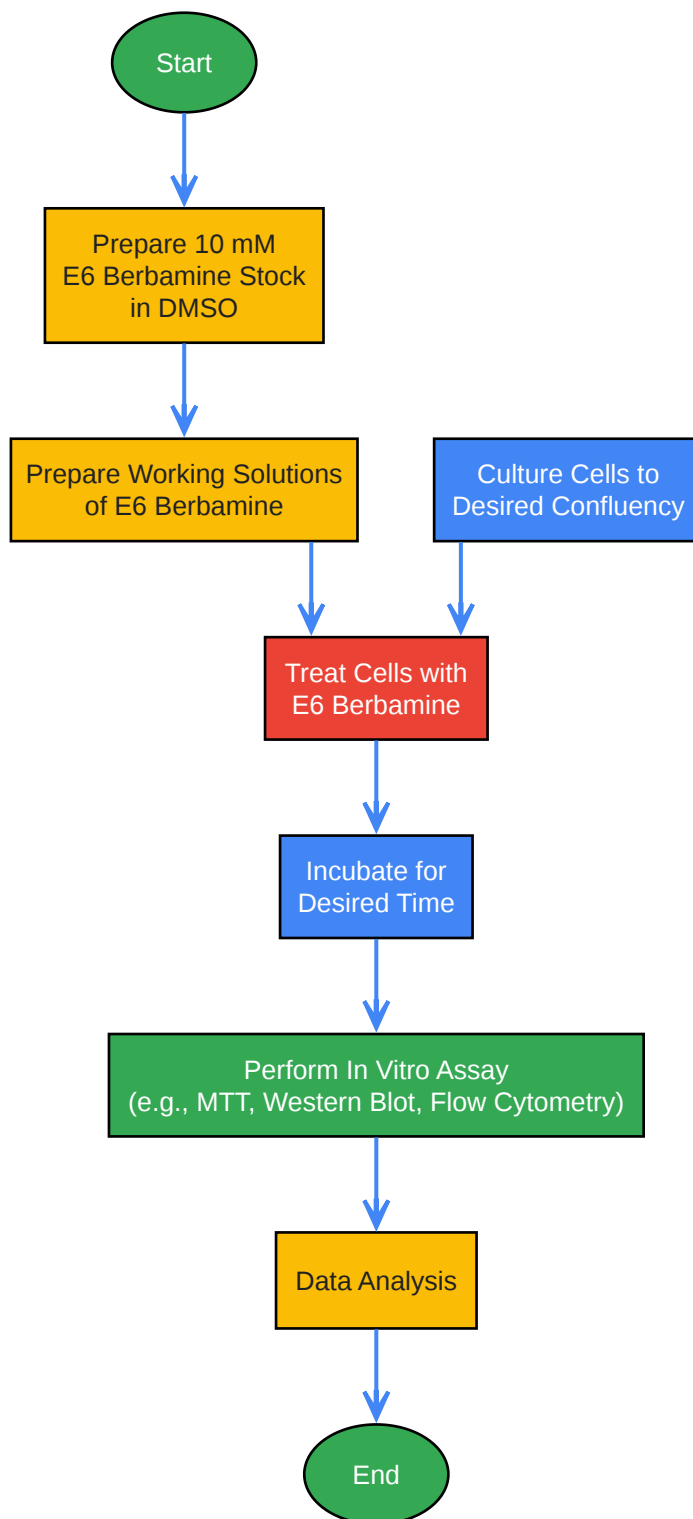 Start
Prepare 10 mM
E6 Berbamine Stock
in DMSO
Prepare Working Solutions
of E6 Berbamine
Culture Cells to
Desired Confluency
Treat Cells with
E6 Berbamine
Incubate for
Desired Time
Perform In Vitro Assay
(e.g., MTT, Western Blot, Flow Cytometry)
Data Analysis
End